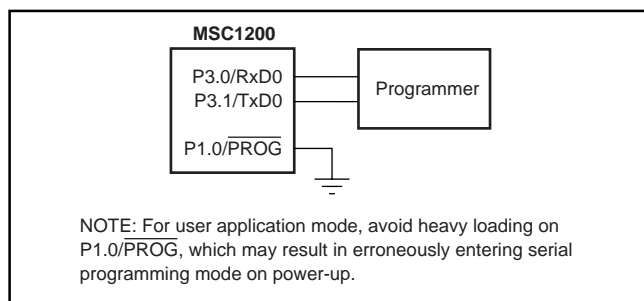 MSC1200
P3.0/RxD0
P3.1/TxD0
Programmer
P1.0/PROG
NOTE: For user application mode, avoid heavy loading on
P1.0/PROG, which may result in erroneously entering serial
programming mode on power-up.